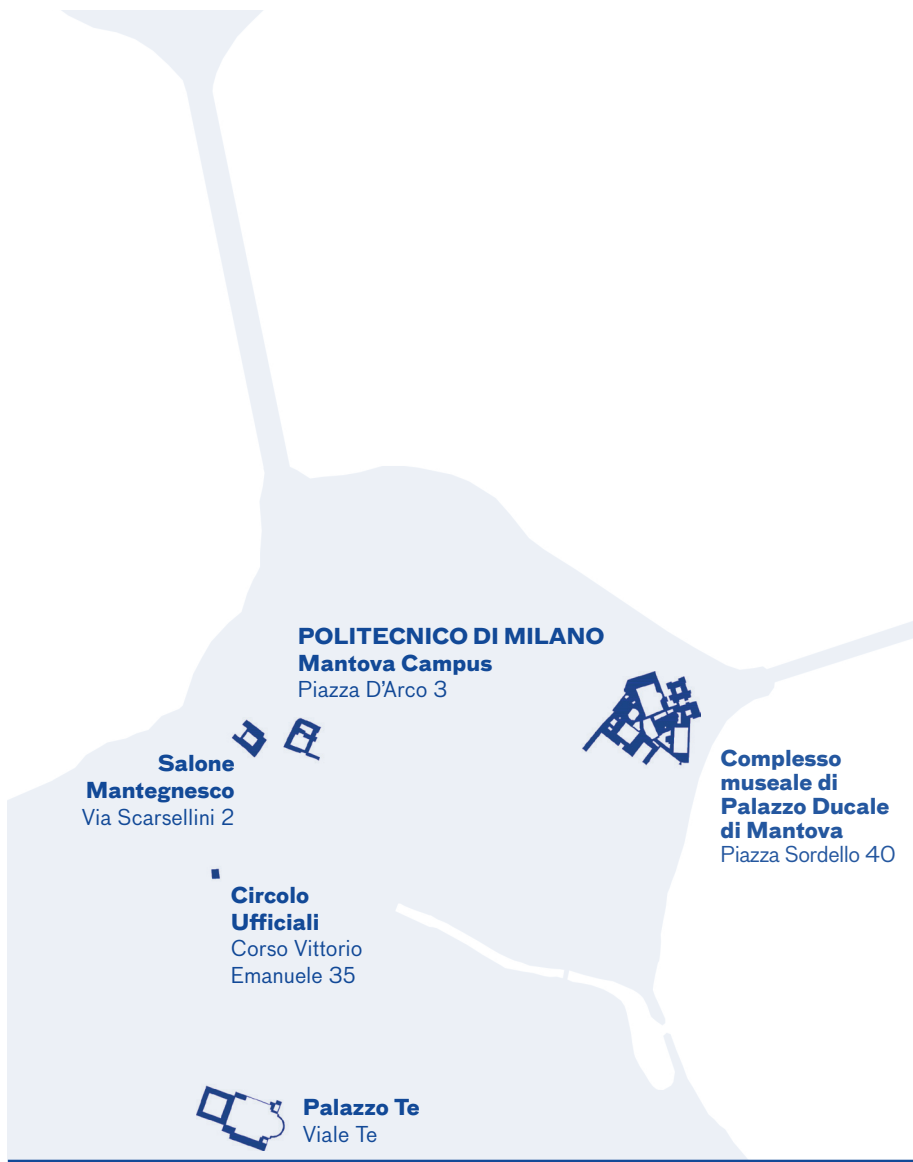 POLITECNICO DI MILANO
Mantova Campus
Piazza D'Arco 3
Salone
Mantegnesco
Via Scarsellini 2
Complesso
museale di
Palazzo Ducale
di Mantova
Piazza Sordello 40
Circolo
Ufficiali
Corso Vittorio
Emanuele 35
Palazzo Te
Viale Te